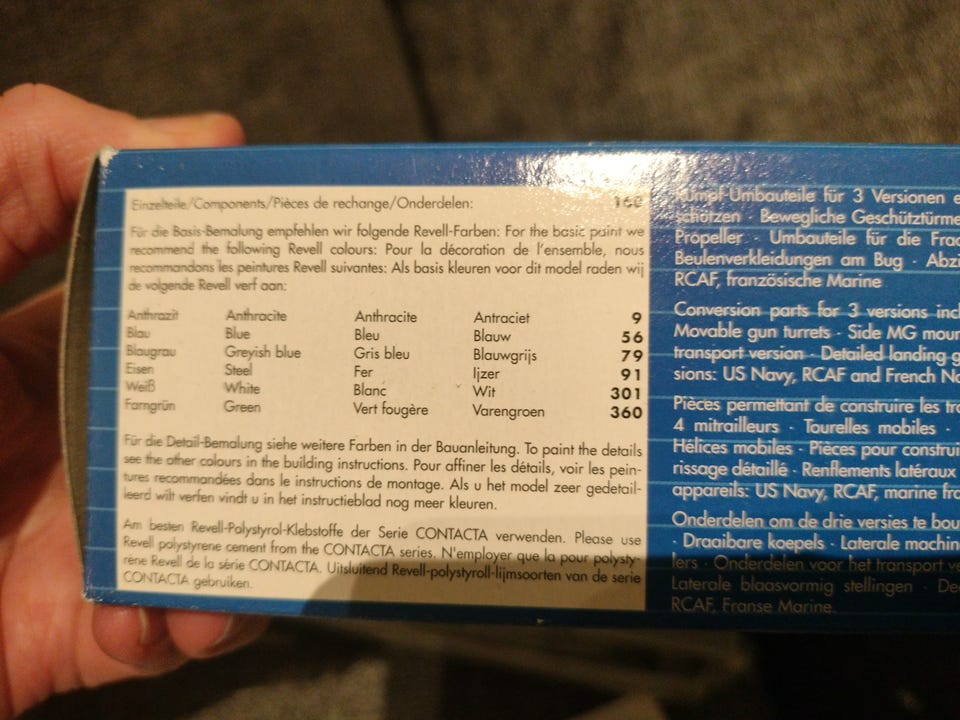 Einzelteile/Components/Pièces de rechange/Onderdelen:
Für die Basis-Bemalung empfehlen wir folgende Revell-Farben: For the basic paint we
recommend the following Revell colours: Pour la décoration de l'ensemble, nous
recommandons les peintures Revell suivantes: Als basis kleuren voor dit model raden wij
de volgende Revell verf aan:
Anthrazit Anthracite Anthracite Antraciet 9
Blau Blue Bleu Blauw 56
Blaugrau Greyish blue Gris bleu Blauwgrijs 79
Eisen Steel Fer Ijzer 91
Weiß White Blanc Wit 301
Farngrün Green Vert fougère Varengroen 360
Für die Detail-Bemalung siehe weitere Farben in der Bauanleitung. To paint the details
see the other colours in the building instructions. Pour affiner les détails, voir les pein-
tures recommandées dans le instructions de montage. Als u het model zeer gedetail-
leerd wilt verfen vindt u in het instructieblad nog meer kleuren.
Am besten Revell-Polystyrol-Klebstoffe der Serie CONTACTA verwenden. Please use
Revell polystyrene cement from the CONTACTA series. N'employer que la pour polysty-
rène Revell de la série CONTACTA. Uitsluitend Revell-polystyroll-lijmsoorten van de serie
CONTACTA gebruiken.
Rumpf-Umbauteile für 3 Versionen
schützen · Bewegliche Geschütztürme
Propeller · Umbauteile für die
Beulenverkleidungen am Bug ·
RCAF, französische Marine
Conversion parts for 3 versions
Movable gun turrets · Side MG
transport version · Detailed landing
sions: US Navy, RCAF and French
Pièces permettant de construire les
4 mitrailleurs · Tourelles mobiles ·
Hélices mobiles · Pièces pour
rissage détaillé · Renflements latéraux
appareils: US Navy, RCAF, marine
Onderdelen om de drie versies te
· Draaibare koepels · Laterale
lers · Onderdelen voor het transport
Laterale blaasvormig stellingen ·
RCAF, Franse Marine.